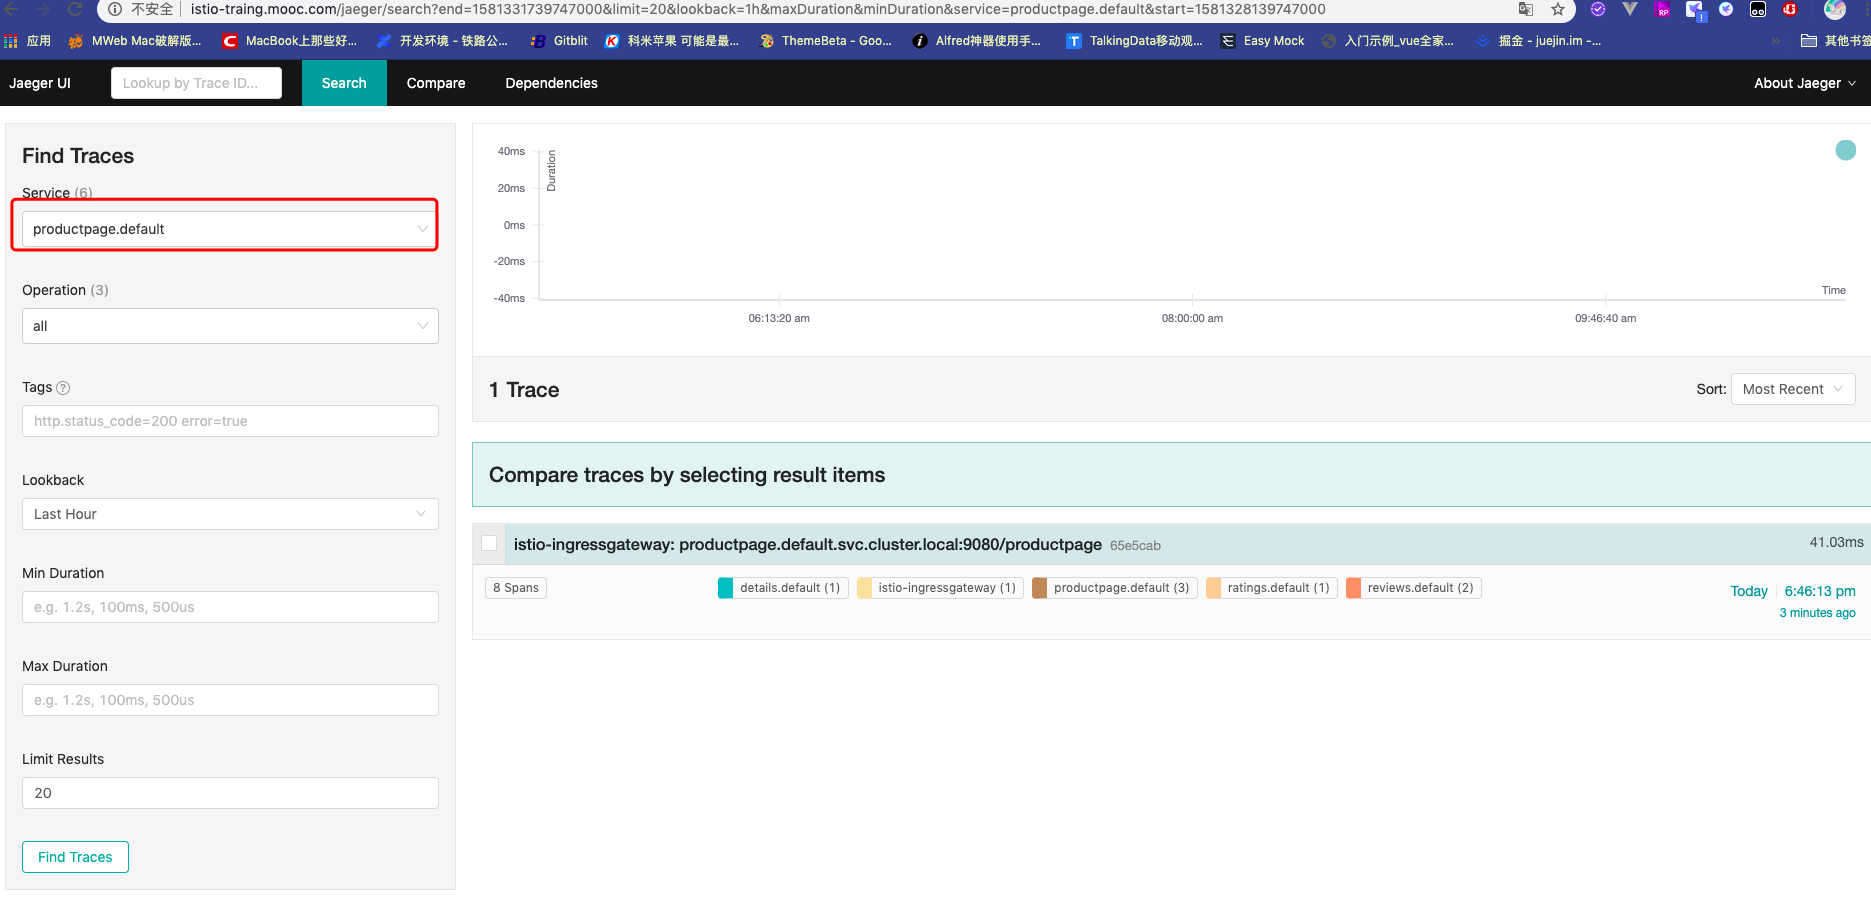 不安全 istio-traing.mooc.com/jaeger/search?end=1581331739747000&limit=20&lookback=1h&maxDuration&minDuration&service=productpage.default&start=1581328139747000
应用 MWeb Mac破解版... MacBook上那些好... 开发环境 - 铁路公... Gitblit 科米苹果 可能是最... ThemeBeta - Goo... Alfred神器使用手... TalkingData移动观... Easy Mock 入门示例_vue全家... 掘金 - juejin.im -... » 其他书签
Jaeger UI Lookup by Trace ID... Search Compare Dependencies About Jaeger
Find Traces
Service (6)
productpage.default
Operation (3)
all
Tags ?
http.status_code=200 error=true
Lookback
Last Hour
Min Duration
e.g. 1.2s, 100ms, 500us
Max Duration
e.g. 1.2s, 100ms, 500us
Limit Results
20
Find Traces
Duration
40ms
20ms
0ms
-20ms
-40ms
Time
06:13:20 am 08:00:00 am 09:46:40 am
1 Trace Sort: Most Recent
Compare traces by selecting result items
istio-ingressgateway: productpage.default.svc.cluster.local:9080/productpage 65e5cab 41.03ms
8 Spans details.default (1) istio-ingressgateway (1) productpage.default (3) ratings.default (1) reviews.default (2) Today 6:46:13 pm
3 minutes ago